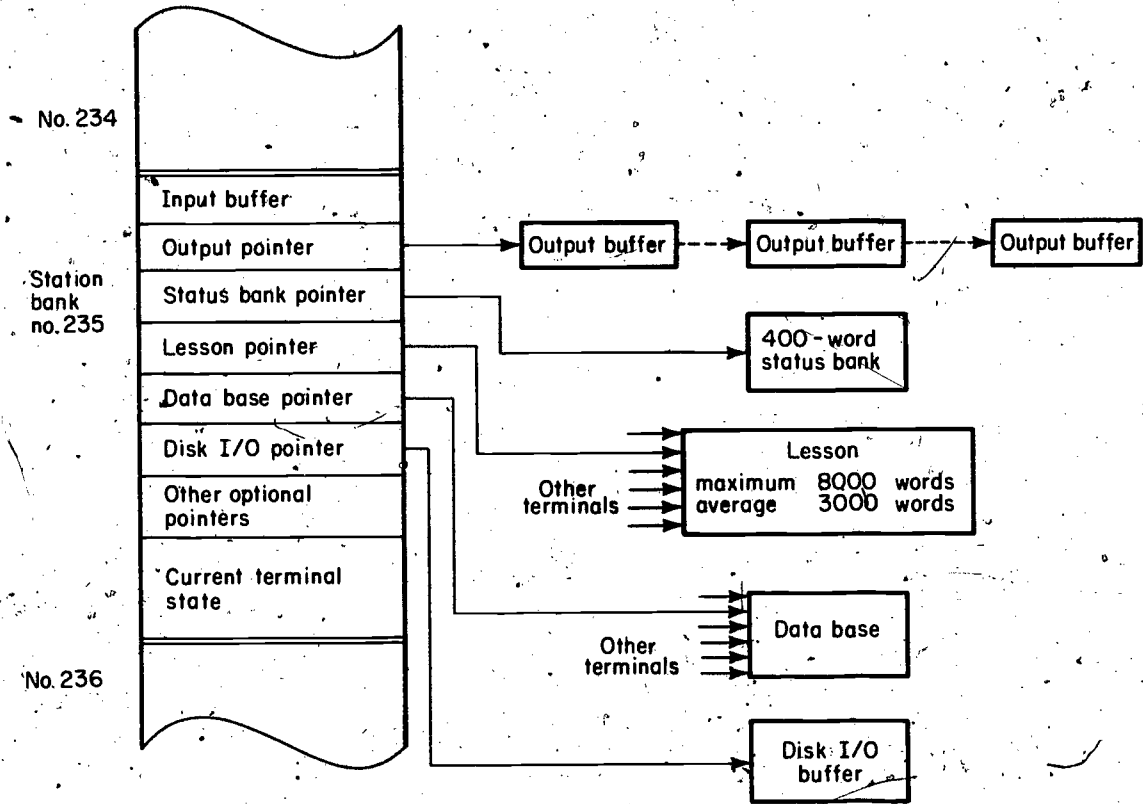 No. 234
Station
bank
no. 235
No. 236
Input buffer
Output pointer
Status bank pointer
Lesson pointer
Data base pointer
Disk I/O pointer
Other optional
pointers
Current terminal
state
Output buffer
Output buffer
Output buffer
400-word
status bank
Other
terminals
Lesson
maximum 8000 words
average 3000 words
Other
terminals
Data base
Disk I/O
buffer